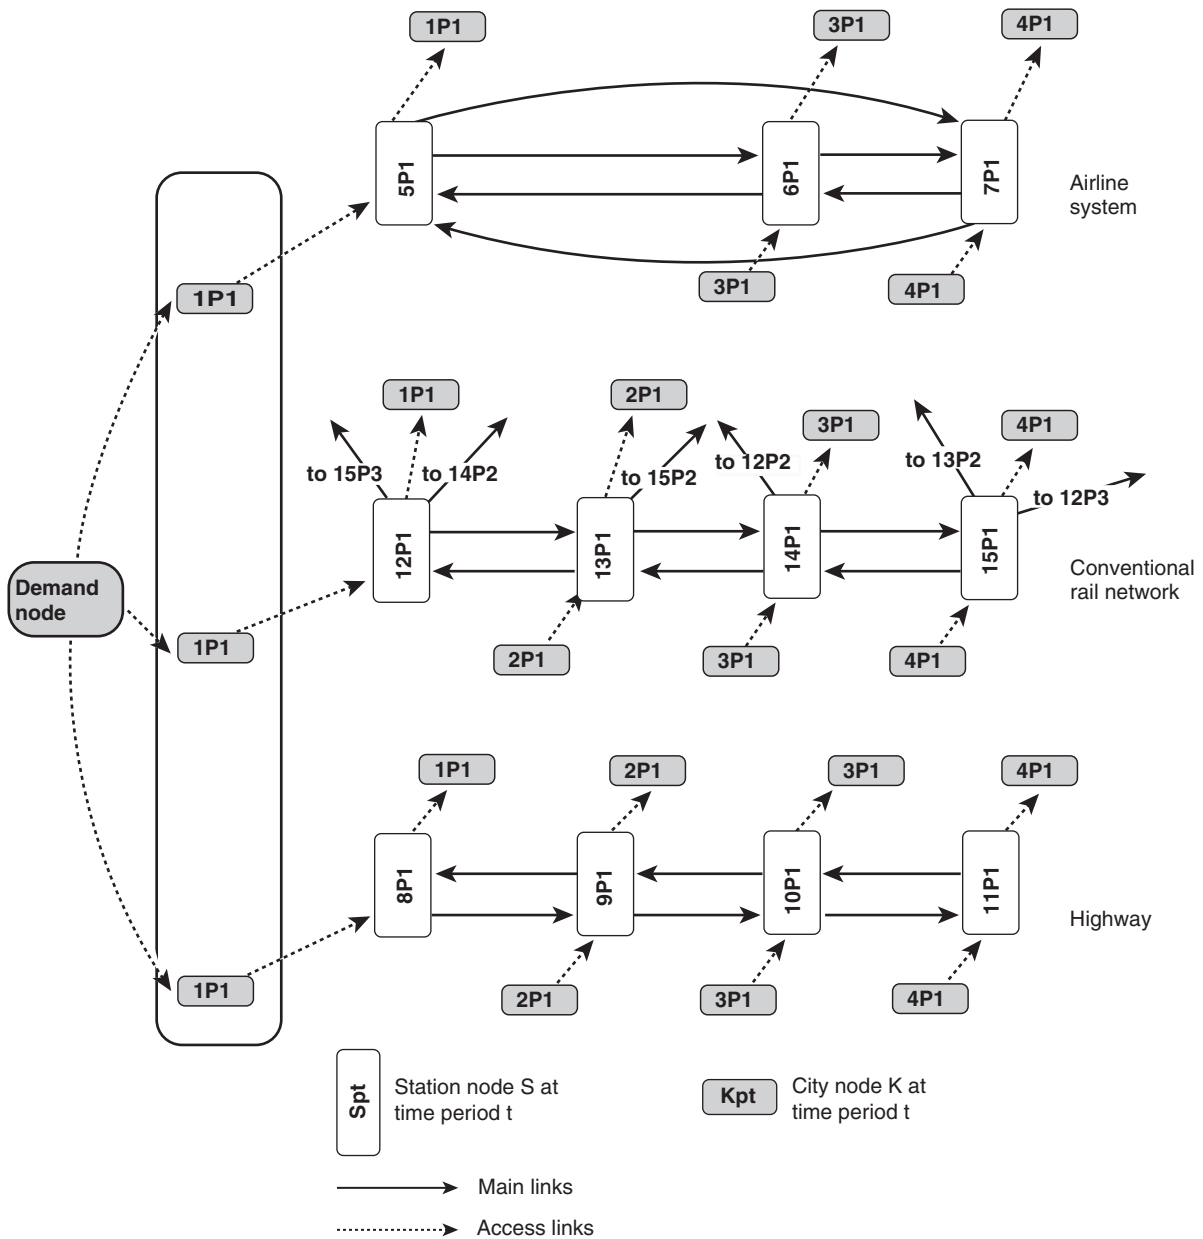 1P1
3P1
4P1
5P1
6P1
7P1
Airline
system
1P1
3P1
4P1
1P1
2P1
3P1
4P1
to 15P3
to 14P2
to 15P2
to 12P2
to 13P2
to 12P3
12P1
13P1
14P1
15P1
Conventional
rail network
Demand
node
1P1
2P1
3P1
4P1
1P1
2P1
3P1
4P1
8P1
9P1
10P1
11P1
Highway
1P1
2P1
3P1
4P1
Spt
Station node S at
time period t
Kpt
City node K at
time period t
Main links
Access links